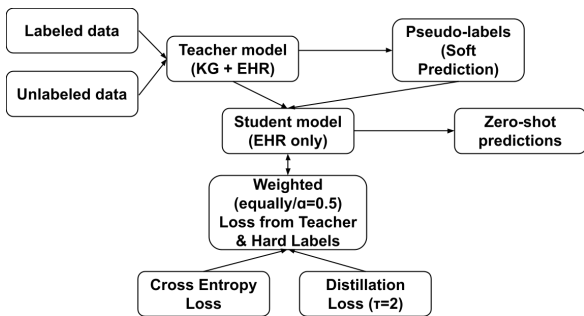 Labeled data
Unlabeled data
Teacher model
(KG + EHR)
Pseudo-labels
(Soft
Prediction)
Student model
(EHR only)
Zero-shot
predictions
Weighted
(equally/α=0.5)
Loss from Teacher
& Hard Labels
Cross Entropy
Loss
Distillation
Loss (τ=2)